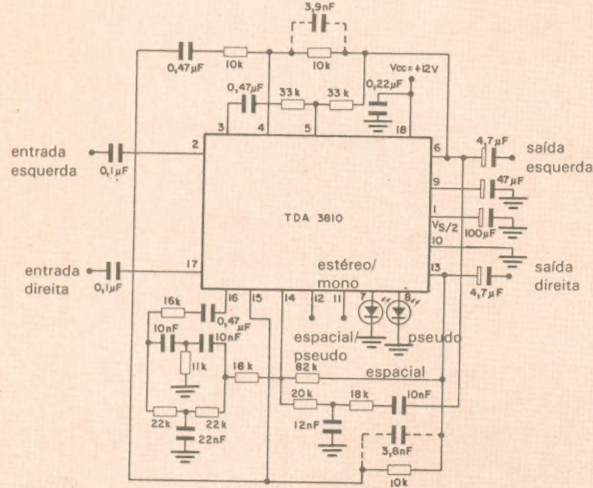 3,9nF
0,47µF
10k
10k
Vcc=+12V
0,47µF
33k
33k
0,22µF
3
4
5
18
entrada
esquerda
2
0,1µF
6
4,7µF
saída
esquerda
9
47µF
TDA 3810
1
VS/2
100µF
10
entrada
direita
17
0,1µF
estéreo/
mono
13
4,7µF
saída
direita
16
15
14
12
11
7
8
16k
0,47
µF
10nF
10nF
11k
espacial/
pseudo
pseudo
espacial
18k
82k
20k
18k
10nF
22k
22k
22nF
12nF
3,8nF
10k